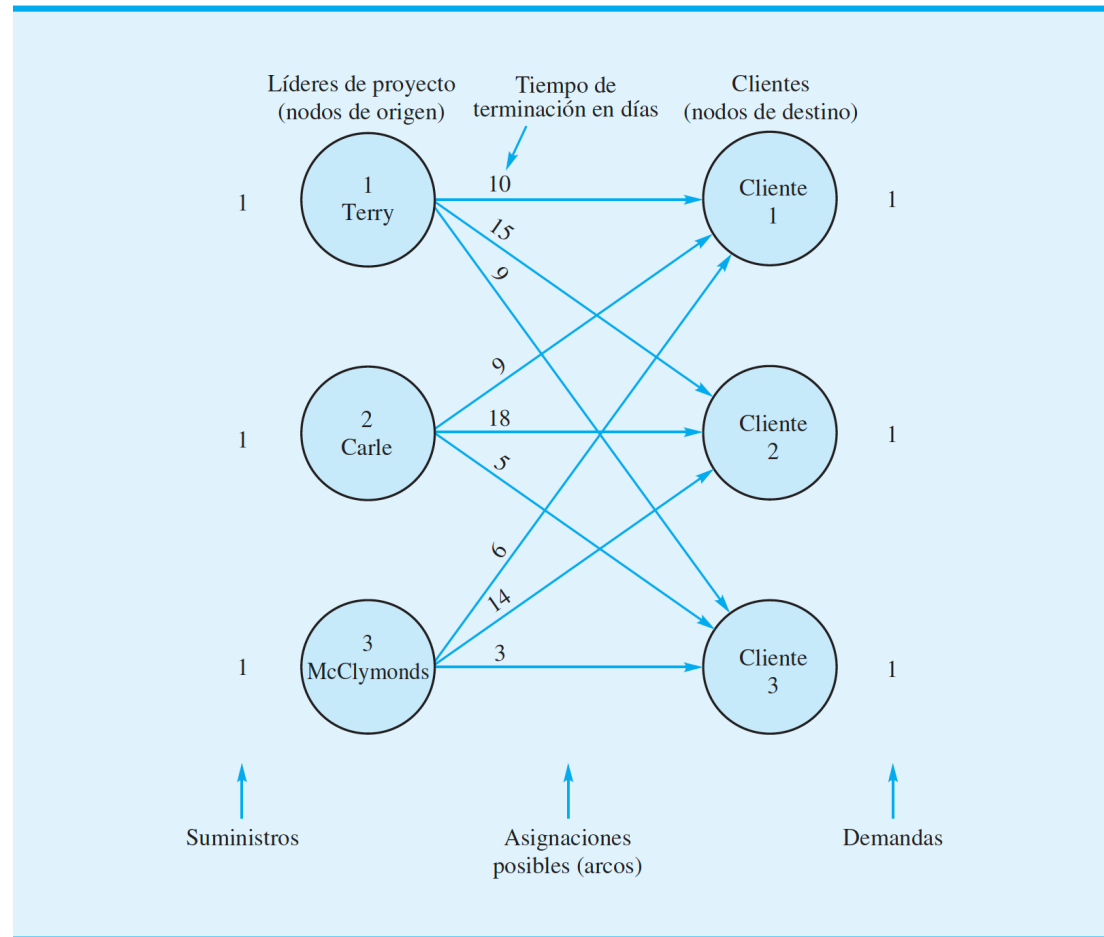 Líderes de proyecto
(nodos de origen)
Tiempo de
terminación en días
Clientes
(nodos de destino)
1
1
Terry
10
15
9
Cliente
1
1
1
2
Carle
9
18
5
Cliente
2
1
1
3
McClymonds
6
14
3
Cliente
3
1
Suministros
Asignaciones
posibles (arcos)
Demandas